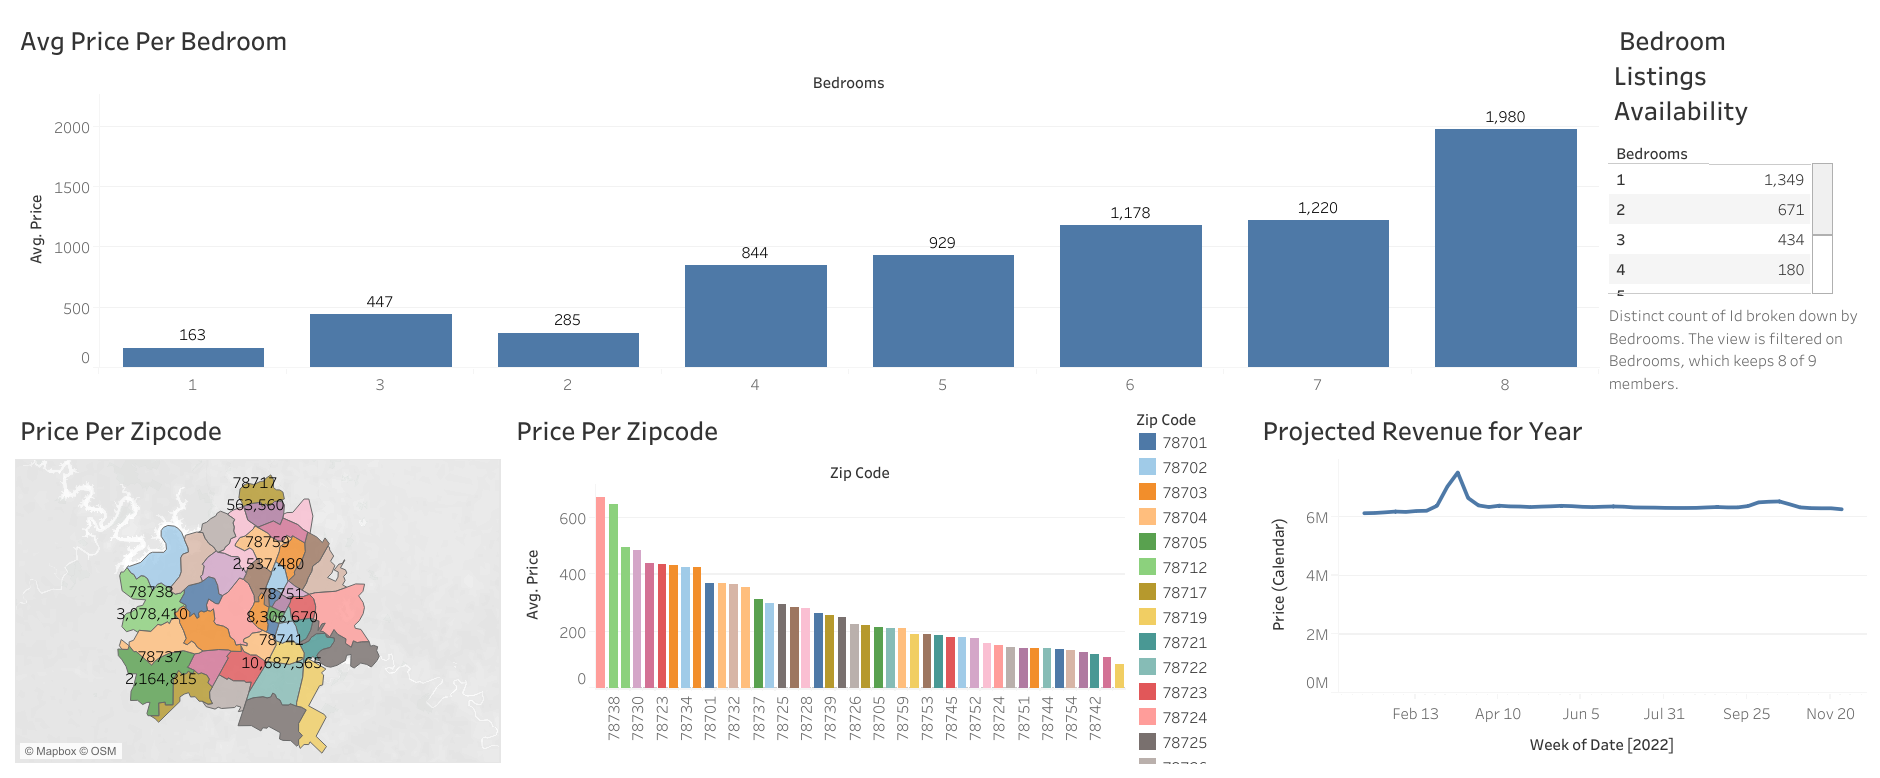 Avg Price Per Bedroom
Bedrooms
Avg. Price
2000
1500
1000
500
0
163
447
285
844
929
1,178
1,220
1,980
1
3
2
4
5
6
7
8
Bedroom
Listings
Availability
Bedrooms
1 1,349
2 671
3 434
4 180
Distinct count of Id broken down by
Bedrooms. The view is filtered on
Bedrooms, which keeps 8 of 9
members.
Price Per Zipcode
78717
563,560
78759
2,537,480
78738
3,078,410
78751
8,306,670
78741
10,687,565
78737
2,164,815
© Mapbox © OSM
Price Per Zipcode
Zip Code
Avg. Price
600
400
200
0
78738
78730
78723
78734
78701
78732
78737
78725
78728
78739
78726
78705
78759
78753
78745
78752
78724
78751
78744
78754
78742
Zip Code
78701
78702
78703
78704
78705
78712
78717
78719
78721
78722
78723
78724
78725
Projected Revenue for Year
Price (Calendar)
6M
4M
2M
0M
Feb 13
Apr 10
Jun 5
Jul 31
Sep 25
Nov 20
Week of Date [2022]